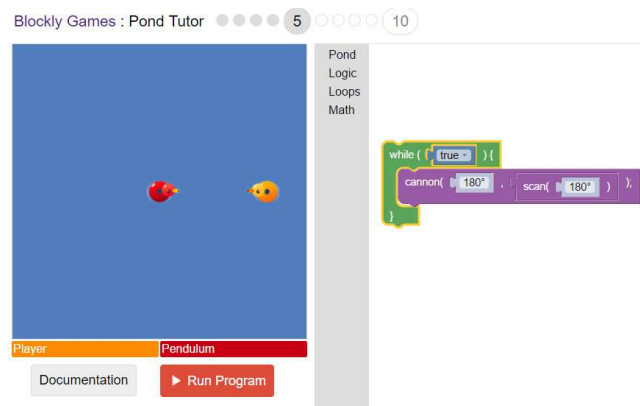 Blockly Games : Pond Tutor 5 10
Pond
Logic
Loops
Math
while ( true ) {
cannon( 180° , scan( 180° ) );
}
Player Pendulum
Documentation Run Program